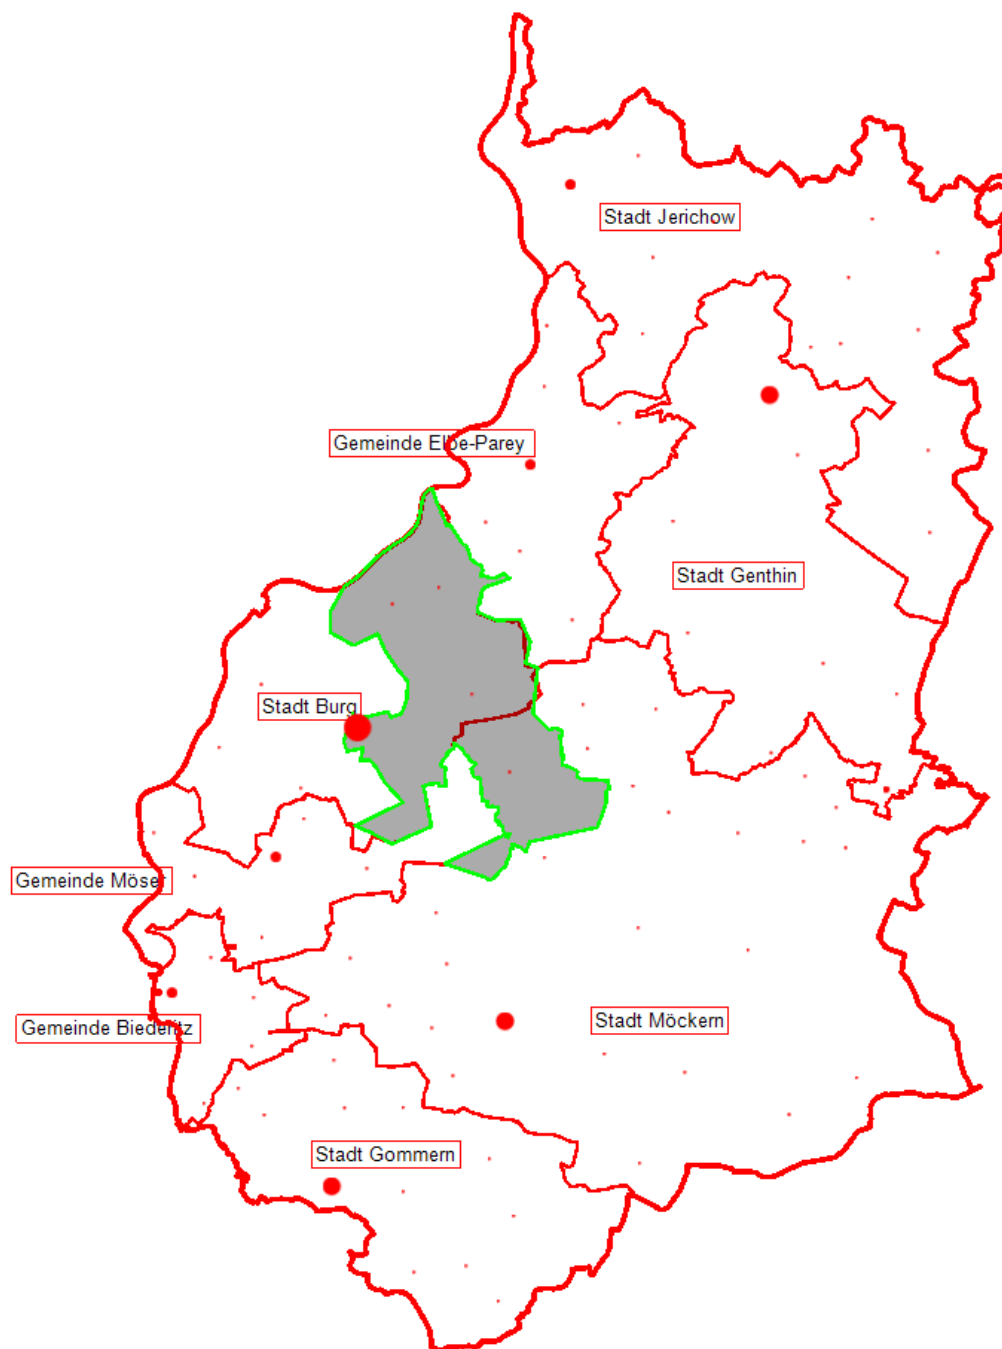 Stadt Jerichow
Gemeinde Elbe-Parey
Stadt Genthin
Stadt Burg
Gemeinde Möser
Stadt Möckern
Gemeinde Biederitz
Stadt Gommern